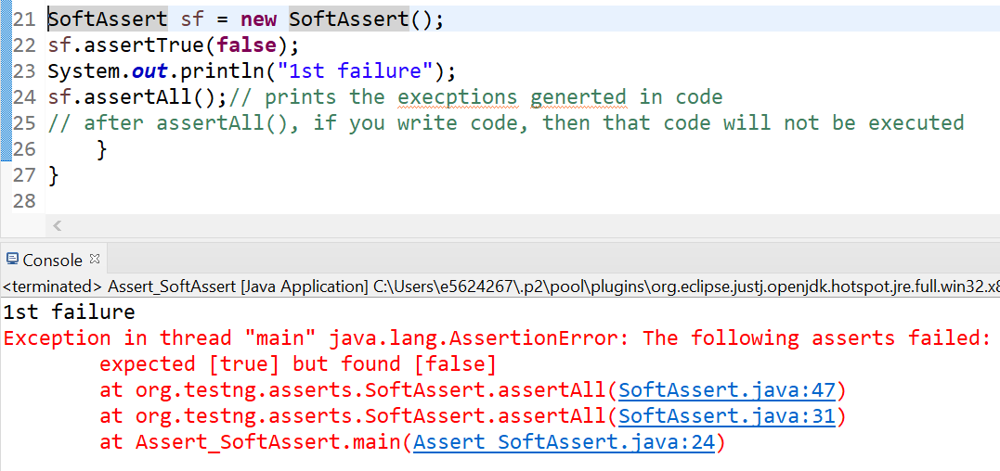 21 SoftAssert sf = new SoftAssert();
22 sf.assertTrue(false);
23 System.out.println("1st failure");
24 sf.assertAll();// prints the execptions generted in code
25 // after assertAll(), if you write code, then that code will not be executed
26     }
27 }
28
Console
<terminated> Assert_SoftAssert [Java Application] C:\Users\e5624267\.p2\pool\plugins\org.eclipse.justj.openjdk.hotspot.jre.full.win32.x8
1st failure
Exception in thread "main" java.lang.AssertionError: The following asserts failed:
        expected [true] but found [false]
        at org.testng.asserts.SoftAssert.assertAll(SoftAssert.java:47)
        at org.testng.asserts.SoftAssert.assertAll(SoftAssert.java:31)
        at Assert_SoftAssert.main(Assert_SoftAssert.java:24)